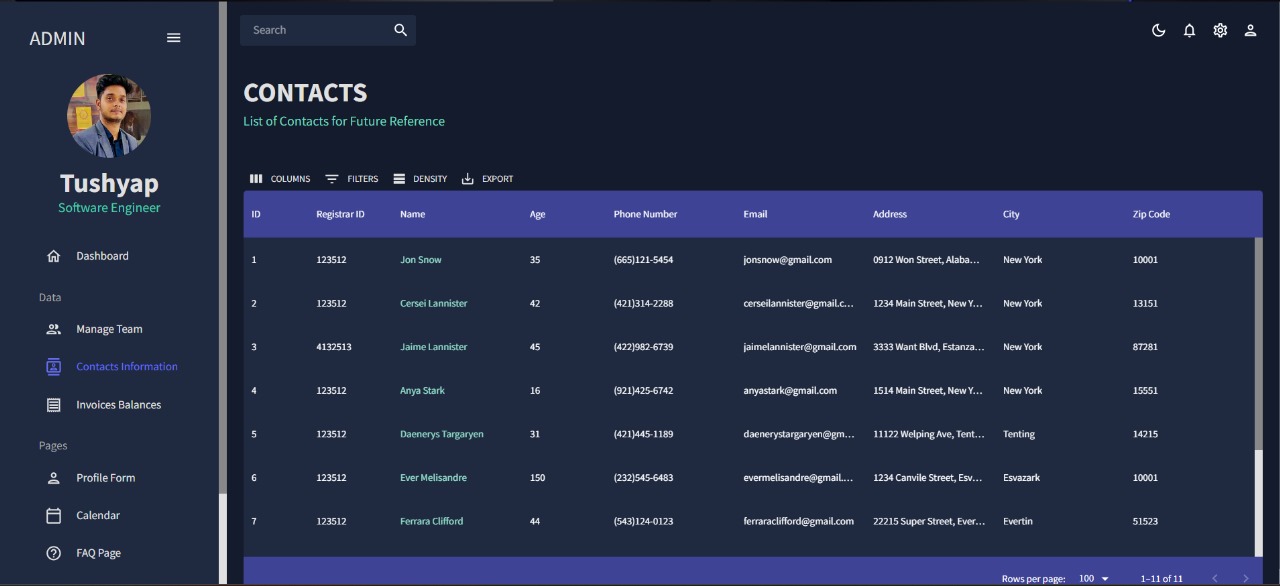 ADMIN
Search
Tushyap
Software Engineer
Dashboard
Data
Manage Team
Contacts Information
Invoices Balances
Pages
Profile Form
Calendar
FAQ Page
CONTACTS
List of Contacts for Future Reference
COLUMNS FILTERS DENSITY EXPORT
ID Registrar ID Name Age Phone Number Email Address City Zip Code
1 123512 Jon Snow 35 (665)121-5454 jonsnow@gmail.com 0912 Won Street, Alaba... New York 10001
2 123512 Cersei Lannister 42 (421)314-2288 cerseilannister@gmail.c... 1234 Main Street, New Y... New York 13151
3 4132513 Jaime Lannister 45 (422)982-6739 jaimelannister@gmail.com 3333 Want Blvd, Estanza... New York 87281
4 123512 Anya Stark 16 (921)425-6742 anyastark@gmail.com 1514 Main Street, New Y... New York 15551
5 123512 Daenerys Targaryen 31 (421)445-1189 daenerystargaryen@gm... 11122 Welping Ave, Tent... Tenting 14215
6 123512 Ever Melisandre 150 (232)545-6483 evermelisandre@gmail.... 1234 Canvile Street, Esv... Esvazark 10001
7 123512 Ferrara Clifford 44 (543)124-0123 ferraraclifford@gmail.com 22215 Super Street, Ever... Evertin 51523
Rows per page: 100 1–11 of 11